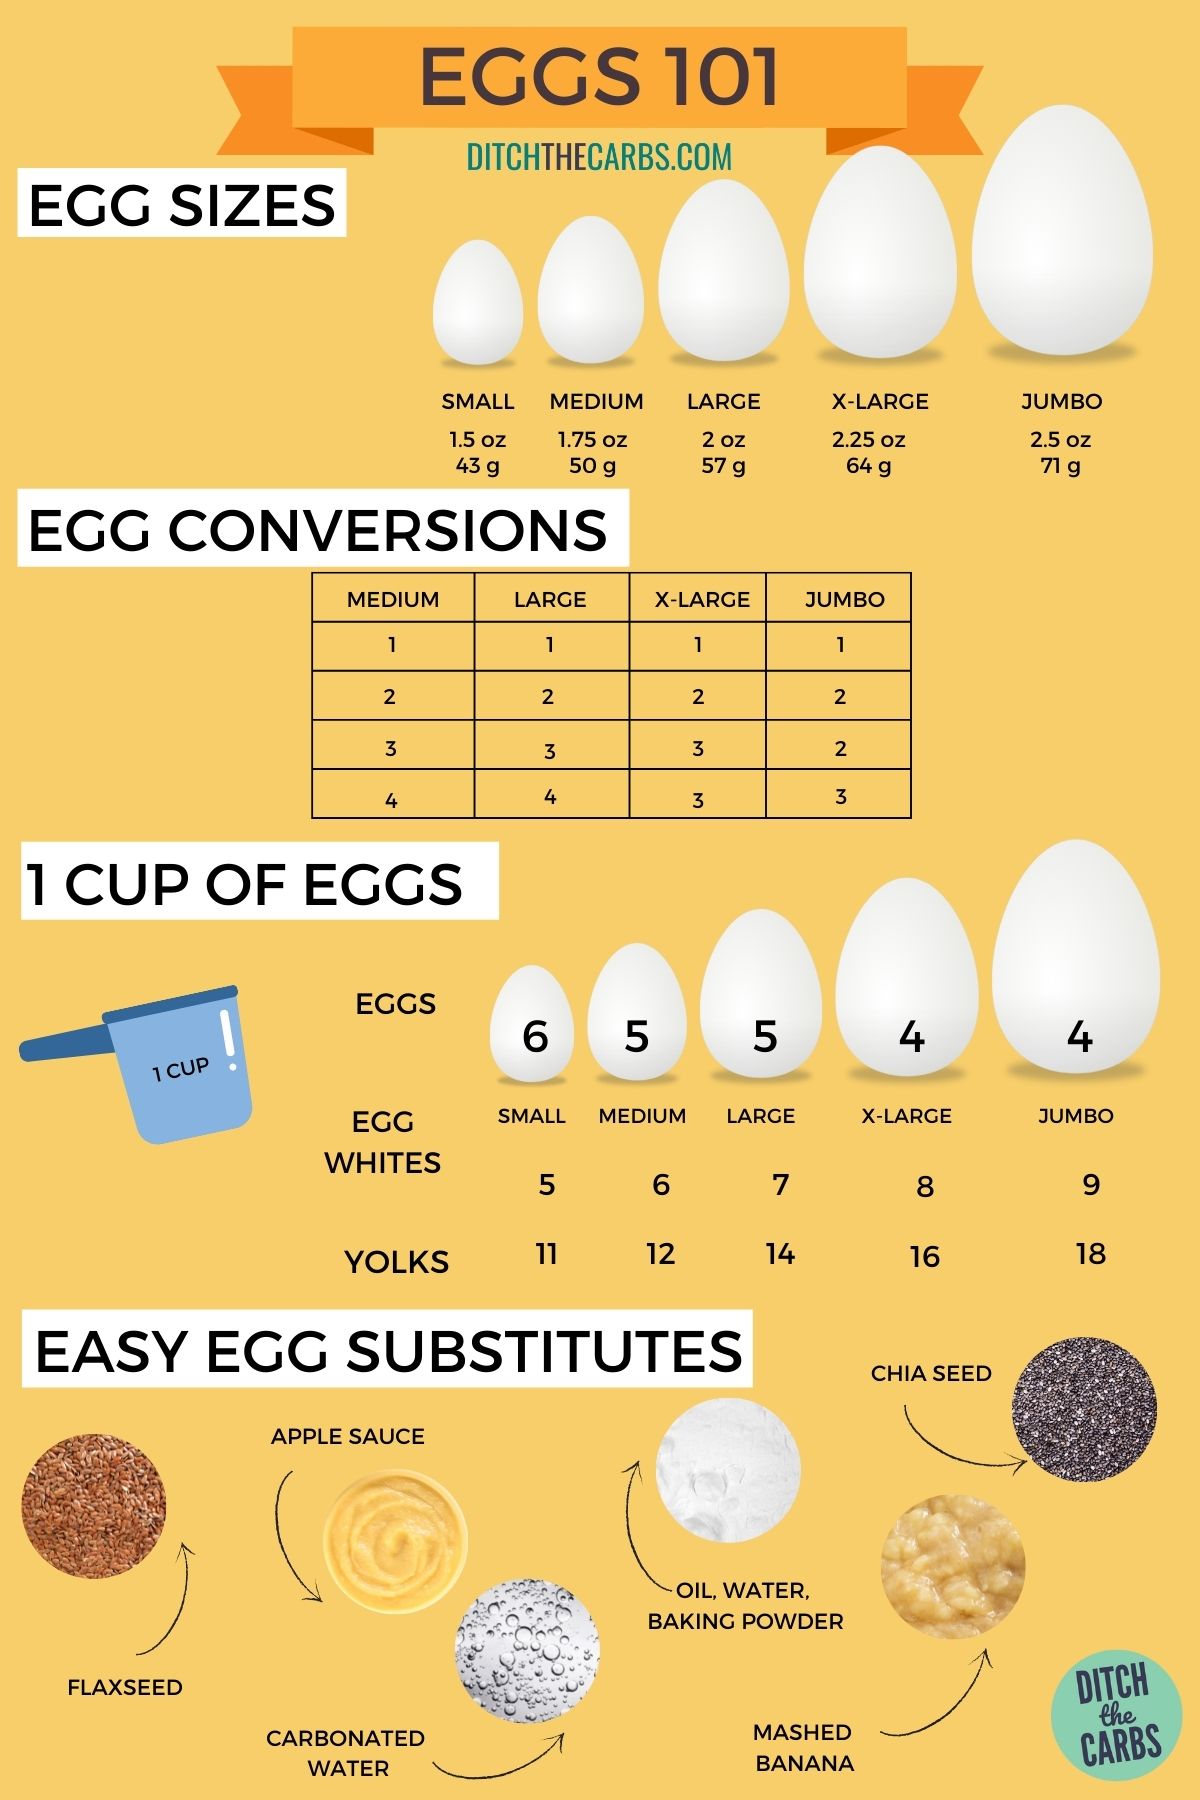 EGGS 101
DITCHTHECARBS.COM
EGG SIZES
SMALL MEDIUM LARGE X-LARGE JUMBO
1.5 oz 1.75 oz 2 oz 2.25 oz 2.5 oz
43 g 50 g 57 g 64 g 71 g
EGG CONVERSIONS
MEDIUM LARGE X-LARGE JUMBO
1 1 1 1
2 2 2 2
3 3 3 2
4 4 3 3
1 CUP OF EGGS
1 CUP
EGGS
6 5 5 4 4
SMALL MEDIUM LARGE X-LARGE JUMBO
EGG
WHITES
5 6 7 8 9
YOLKS
11 12 14 16 18
EASY EGG SUBSTITUTES
CHIA SEED
APPLE SAUCE
OIL, WATER,
BAKING POWDER
FLAXSEED
CARBONATED
WATER
MASHED
BANANA
DITCH
the
CARBS